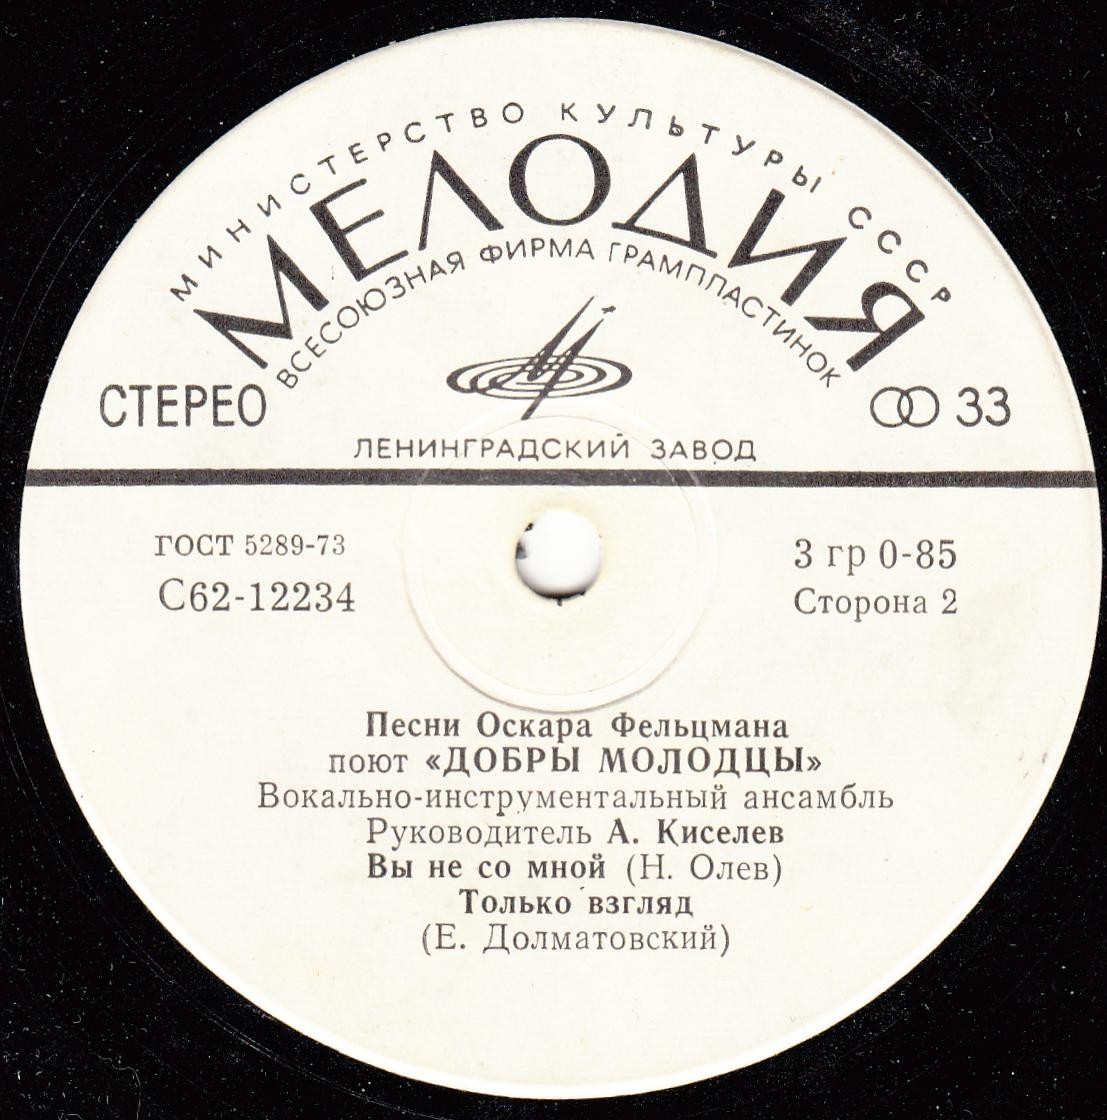 МИНИСТЕРСТВО КУЛЬТУРЫ СССР
МЕЛОДИЯ
ВСЕСОЮЗНАЯ ФИРМА ГРАМПЛАСТИНОК
СТЕРЕО
33
ЛЕНИНГРАДСКИЙ ЗАВОД
ГОСТ 5289-73
3 гр 0-85
С62-12234
Сторона 2
Песни Оскара Фельцмана
поют «ДОБРЫ МОЛОДЦЫ»
Вокально-инструментальный ансамбль
Руководитель А. Киселев
Вы не со мной (Н. Олев)
Только взгляд
(Е. Долматовский)